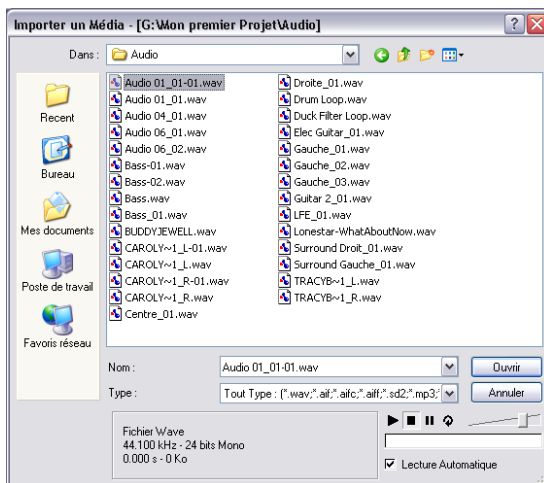 Importer un Média - [G:\Mon premier Projet\Audio]
Dans : Audio
Recent
Bureau
Mes documents
Poste de travail
Favoris réseau
Audio 01_01-01.wav
Audio 01_01.wav
Audio 04_01.wav
Audio 06_01.wav
Audio 06_02.wav
Bass-01.wav
Bass-02.wav
Bass.wav
Bass_01.wav
BUDDYJEWELL.wav
CAROLY~1_L-01.wav
CAROLY~1_L.wav
CAROLY~1_R-01.wav
CAROLY~1_R.wav
Centre_01.wav
Droite_01.wav
Drum Loop.wav
Duck Filter Loop.wav
Elec Guitar_01.wav
Gauche_01.wav
Gauche_02.wav
Gauche_03.wav
Guitar 2_01.wav
LFE_01.wav
Lonestar-WhatAboutNow.wav
Surround Droit_01.wav
Surround Gauche_01.wav
TRACYB~1_L.wav
TRACYB~1_R.wav
Nom : Audio 01_01-01.wav Ouvrir
Type : Tout Type : (*.wav;*.aif;*.aifc;*.aiff;*.sd2;*.mp3; Annuler
Fichier Wave
44.100 kHz - 24 bits Mono
0.000 s - 0 Ko
Lecture Automatique